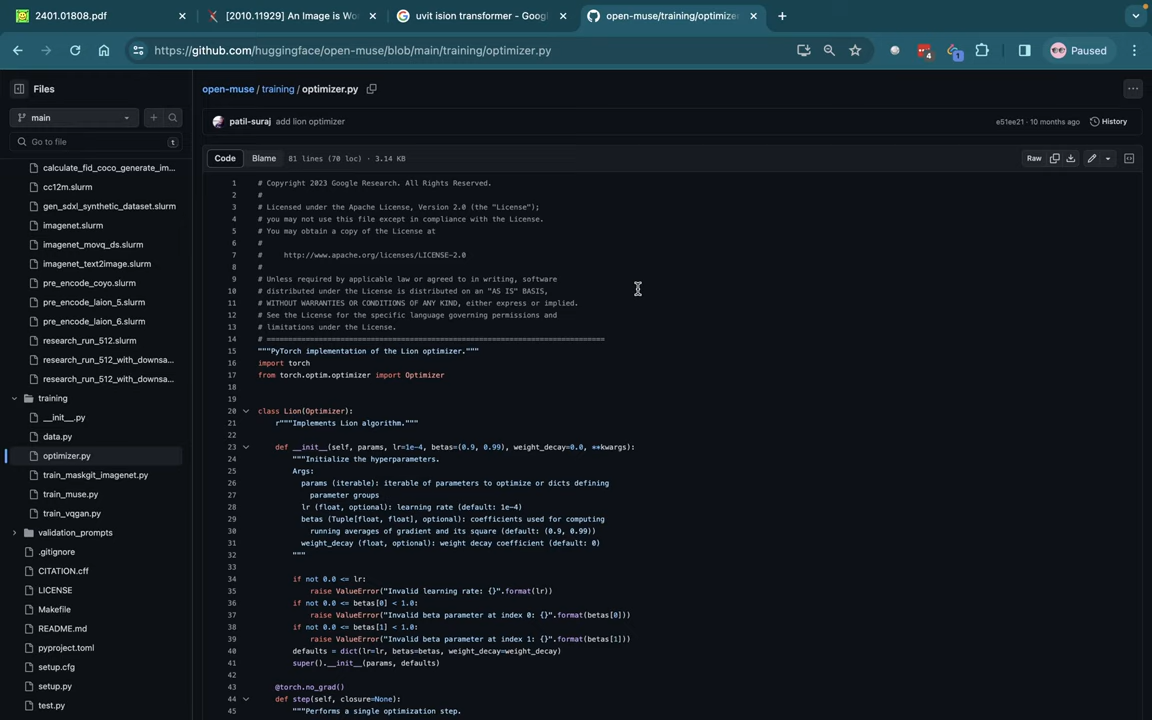 2401.01808.pdf
[2010.11929] An Image is Wo
uvit ision transformer - Goog
open-muse/training/optimizer
https://github.com/huggingface/open-muse/blob/main/training/optimizer.py
4
1
Paused
Files
main
Go to file
t
calculate_fid_coco_generate_im...
cc12m.slurm
gen_sdxl_synthetic_dataset.slurm
imagenet.slurm
imagenet_movq_ds.slurm
imagenet_text2image.slurm
pre_encode_coyo.slurm
pre_encode_laion_5.slurm
pre_encode_laion_6.slurm
research_run_512.slurm
research_run_512_with_downsa...
research_run_512_with_downsa...
training
__init__.py
data.py
optimizer.py
train_maskgit_imagenet.py
train_muse.py
train_vqgan.py
validation_prompts
.gitignore
CITATION.cff
LICENSE
Makefile
README.md
pyproject.toml
setup.cfg
setup.py
test.py
open-muse / training / optimizer.py
patil-suraj add lion optimizer
e51ee21 · 10 months ago
History
Code Blame 81 lines (70 loc) · 3.14 KB
Raw
1 # Copyright 2023 Google Research. All Rights Reserved.
2 #
3 # Licensed under the Apache License, Version 2.0 (the "License");
4 # you may not use this file except in compliance with the License.
5 # You may obtain a copy of the License at
6 #
7 #     http://www.apache.org/licenses/LICENSE-2.0
8 #
9 # Unless required by applicable law or agreed to in writing, software
10 # distributed under the License is distributed on an "AS IS" BASIS,
11 # WITHOUT WARRANTIES OR CONDITIONS OF ANY KIND, either express or implied.
12 # See the License for the specific language governing permissions and
13 # limitations under the License.
14 # ==============================================================================
15 """PyTorch implementation of the Lion optimizer."""
16 import torch
17 from torch.optim.optimizer import Optimizer
18
19
20 class Lion(Optimizer):
21     r"""Implements Lion algorithm."""
22
23     def __init__(self, params, lr=1e-4, betas=(0.9, 0.99), weight_decay=0.0, **kwargs):
24         """Initialize the hyperparameters.
25         Args:
26           params (iterable): iterable of parameters to optimize or dicts defining
27             parameter groups
28           lr (float, optional): learning rate (default: 1e-4)
29           betas (Tuple[float, float], optional): coefficients used for computing
30             running averages of gradient and its square (default: (0.9, 0.99))
31           weight_decay (float, optional): weight decay coefficient (default: 0)
32         """
33
34         if not 0.0 <= lr:
35             raise ValueError("Invalid learning rate: {}".format(lr))
36         if not 0.0 <= betas[0] < 1.0:
37             raise ValueError("Invalid beta parameter at index 0: {}".format(betas[0]))
38         if not 0.0 <= betas[1] < 1.0:
39             raise ValueError("Invalid beta parameter at index 1: {}".format(betas[1]))
40         defaults = dict(lr=lr, betas=betas, weight_decay=weight_decay)
41         super().__init__(params, defaults)
42
43     @torch.no_grad()
44     def step(self, closure=None):
45         """Performs a single optimization step.